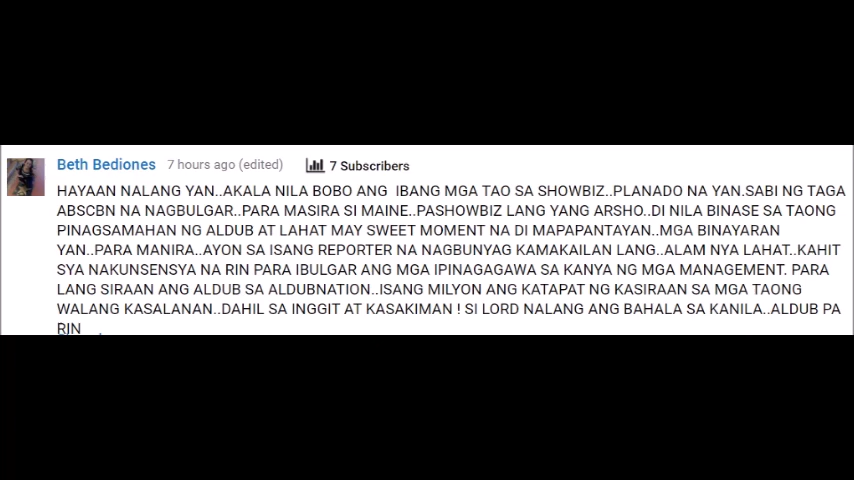 Beth Bediones 7 hours ago (edited) 7 Subscribers
HAYAAN NALANG YAN..AKALA NILA BOBO ANG IBANG MGA TAO SA SHOWBIZ..PLANADO NA YAN.SABI NG TAGA
ABSCBN NA NAGBULGAR..PARA MASIRA SI MAINE..PASHOWBIZ LANG YANG ARSHO..DI NILA BINASE SA TAONG
PINAGSAMAHAN NG ALDUB AT LAHAT MAY SWEET MOMENT NA DI MAPAPANTAYAN..MGA BINAYARAN
YAN..PARA MANIRA..AYON SA ISANG REPORTER NA NAGBUNYAG KAMAKAILAN LANG..ALAM NYA LAHAT..KAHIT
SYA NAKUNSENSYA NA RIN PARA IBULGAR ANG MGA IPINAGAGAWA SA KANYA NG MGA MANAGEMENT. PARA
LANG SIRAAN ANG ALDUB SA ALDUBNATION..ISANG MILYON ANG KATAPAT NG KASIRAAN SA MGA TAONG
WALANG KASALANAN..DAHIL SA INGGIT AT KASAKIMAN ! SI LORD NALANG ANG BAHALA SA KANILA..ALDUB PA
RIN